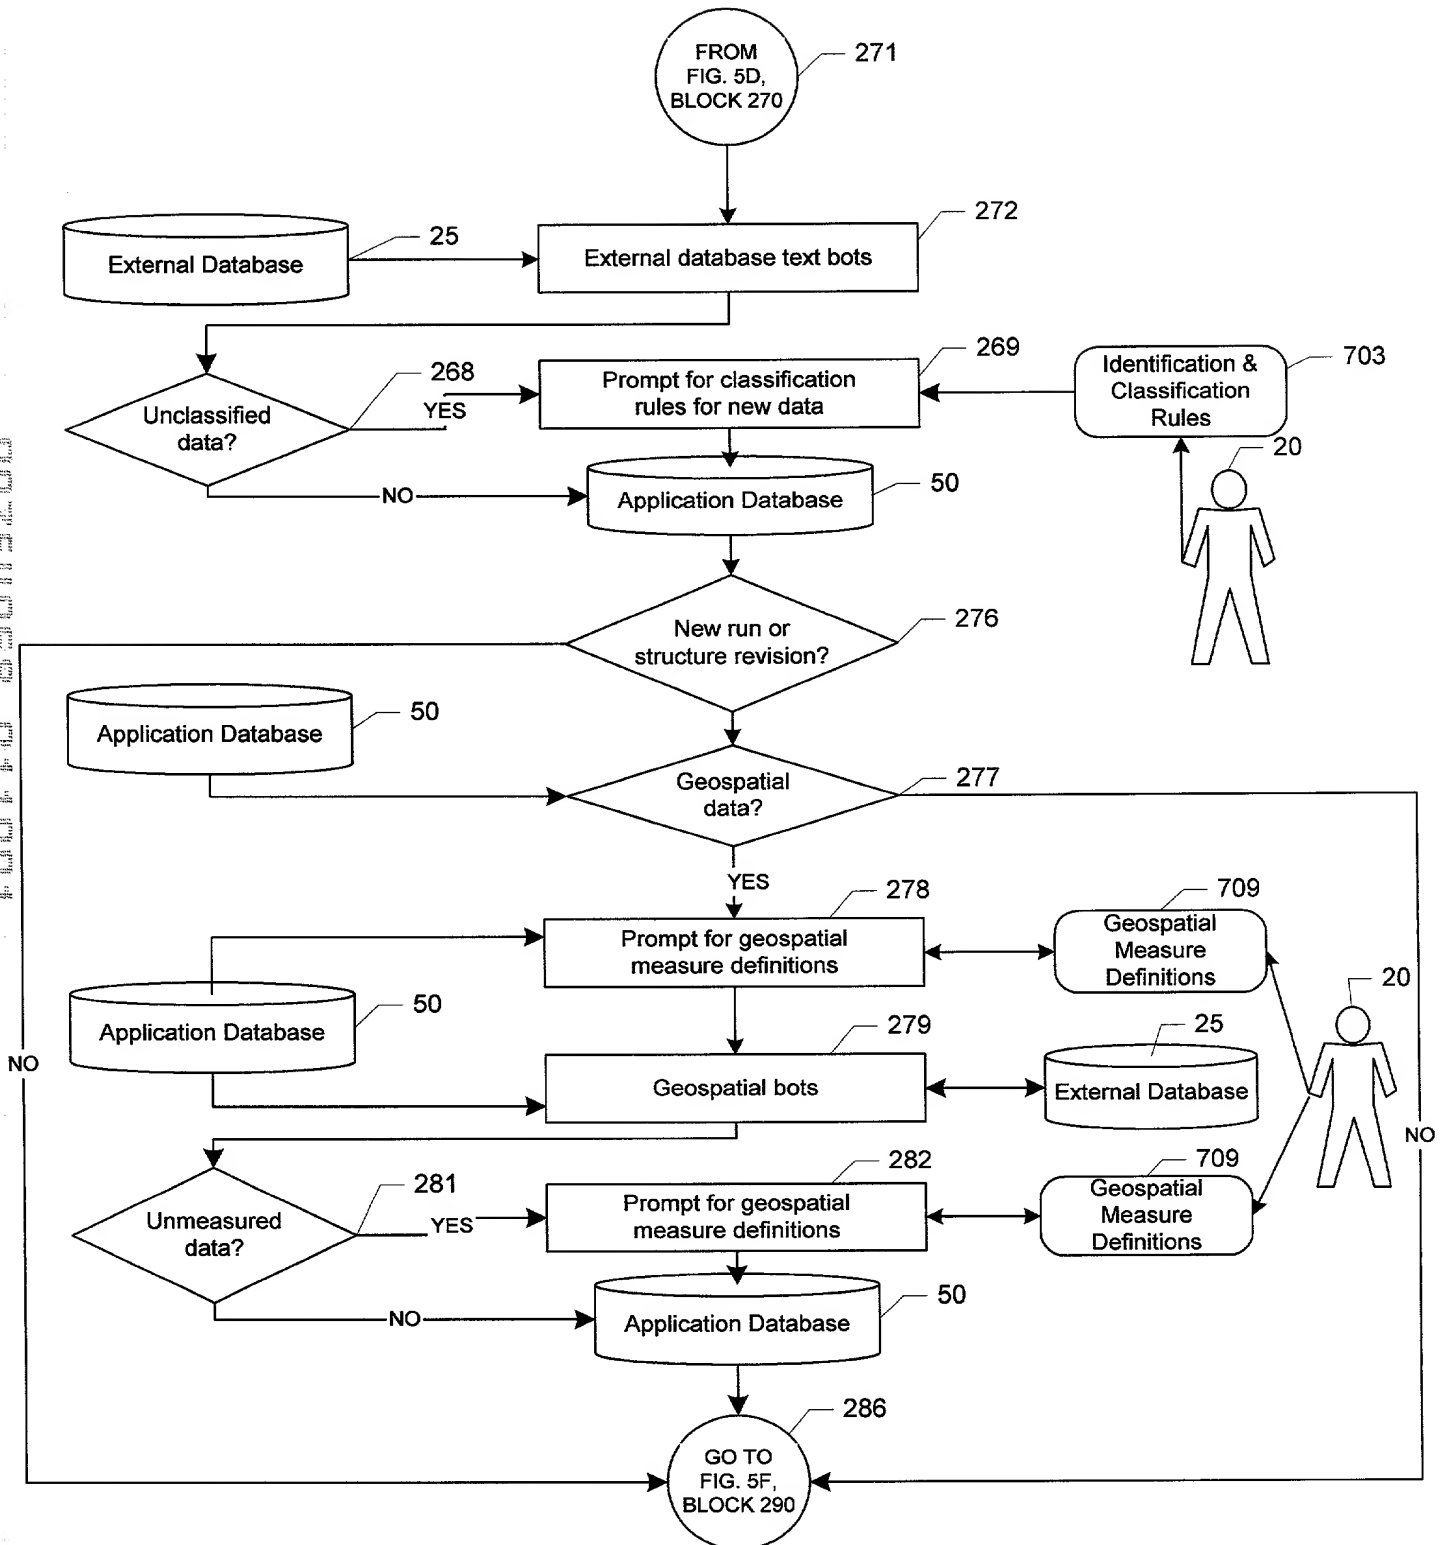 FROM
FIG. 5D,
BLOCK 270
271
272
25
External Database
External database text bots
268
269
703
Unclassified
data?
YES
Prompt for classification
rules for new data
Identification &
Classification
Rules
20
NO
50
Application Database
276
New run or
structure revision?
50
Application Database
277
Geospatial
data?
YES
278
709
Prompt for geospatial
measure definitions
Geospatial
Measure
Definitions
20
50
Application Database
279
25
NO
Geospatial bots
External Database
NO
281
282
709
Unmeasured
data?
YES
Prompt for geospatial
measure definitions
Geospatial
Measure
Definitions
NO
50
Application Database
286
GO TO
FIG. 5F,
BLOCK 290